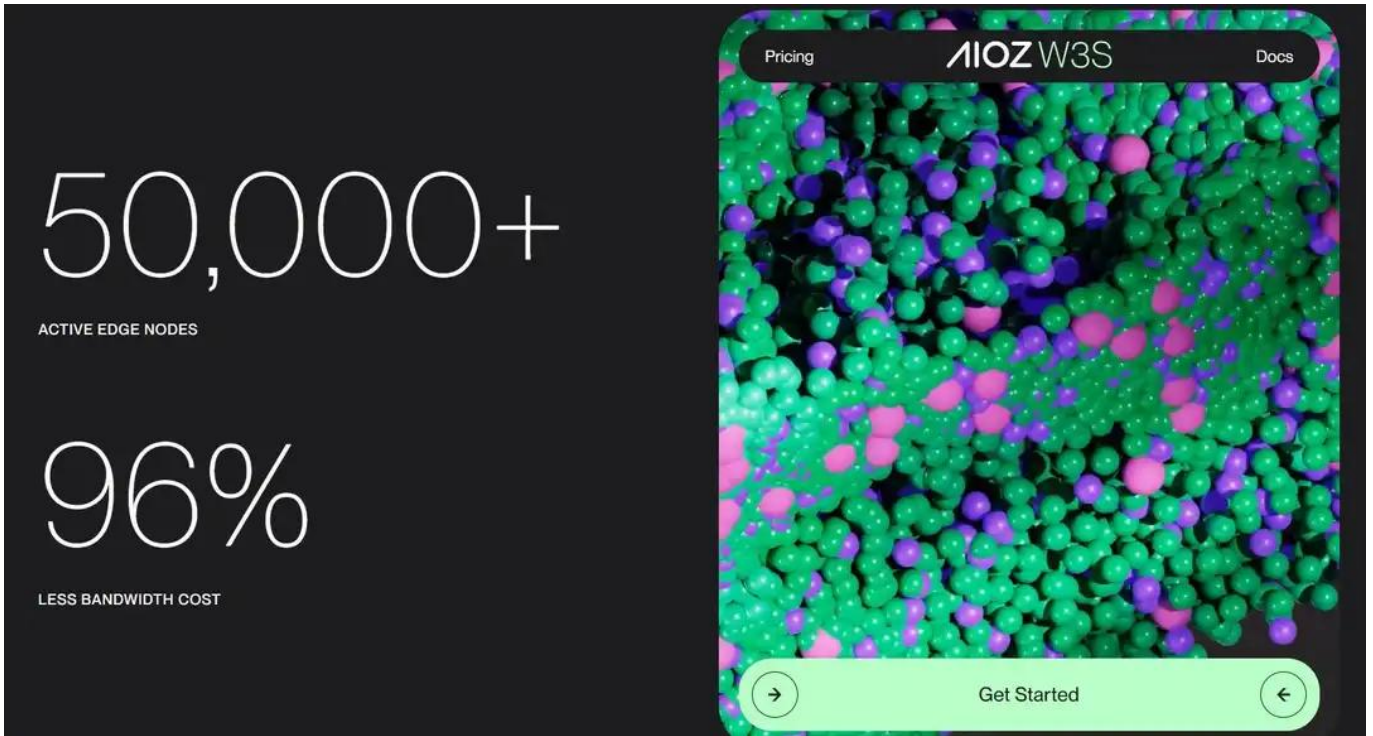 50,000+
ACTIVE EDGE NODES
96%
LESS BANDWIDTH COST
Pricing
AIOZ W3S
Docs
Get Started